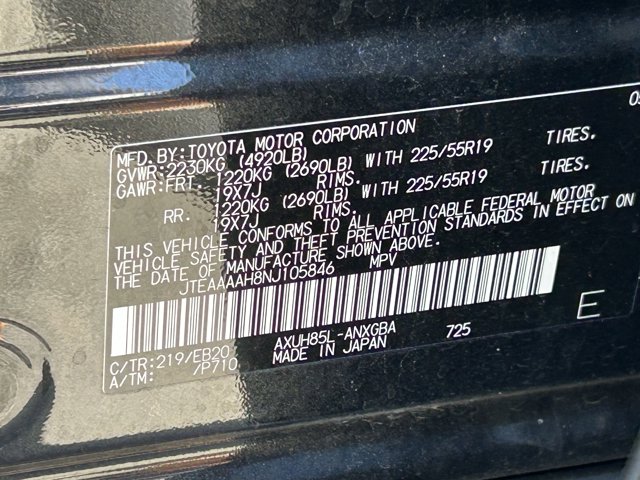 MFD.BY:TOYOTA MOTOR CORPORATION
GVWR:2230KG (4920LB)
GAWR:FRT. 1220KG (2690LB) WITH 225/55R19 TIRES.
19X7J RIMS.
RR. 1220KG (2690LB) WITH 225/55R19 TIRES.
19X7J RIMS.
THIS VEHICLE CONFORMS TO ALL APPLICABLE FEDERAL MOTOR
VEHICLE SAFETY AND THEFT PREVENTION STANDARDS IN EFFECT ON
THE DATE OF MANUFACTURE SHOWN ABOVE.
JTEAAAAH8NJ105846 MPV
C/TR:219/EB20 AXUH85L-ANXGBA 725 E
A/TM: /P710 MADE IN JAPAN